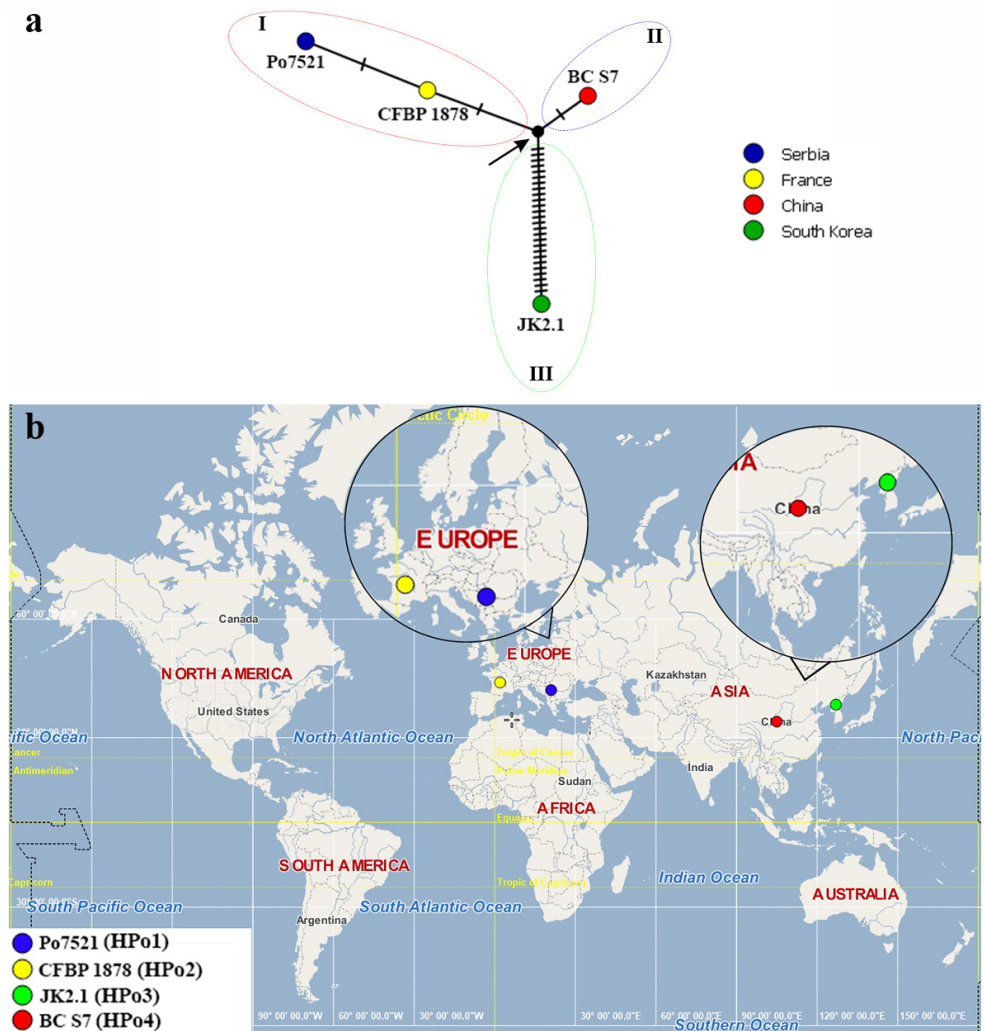 a
I
II
Po7521
BC S7
CFBP 1878
Serbia
France
China
South Korea
JK2.1
III
b
EUROPE
China
Canada
NORTH AMERICA
EUROPE
Kazakhstan
ASIA
United States
China
North Atlantic Ocean
Tropic of Cancer
Antimeridian
Prime Meridian
India
Sudan
AFRICA
Equator
SOUTH AMERICA
Indian Ocean
Tropic of Capricorn
AUSTRALIA
South Pacific Ocean
South Atlantic Ocean
Argentina
Po7521 (HPo1)
CFBP 1878 (HPo2)
JK2.1 (HPo3)
BC S7 (HPo4)
90° 00' 00.0"W
60° 00' 00.0"W
30° 00' 00.0"W
30° 00' 00.0"E
60° 00' 00.0"E
90° 00' 00.0"E
120° 00' 00.0"E
150° 00' 00.0"E
Southern Ocean